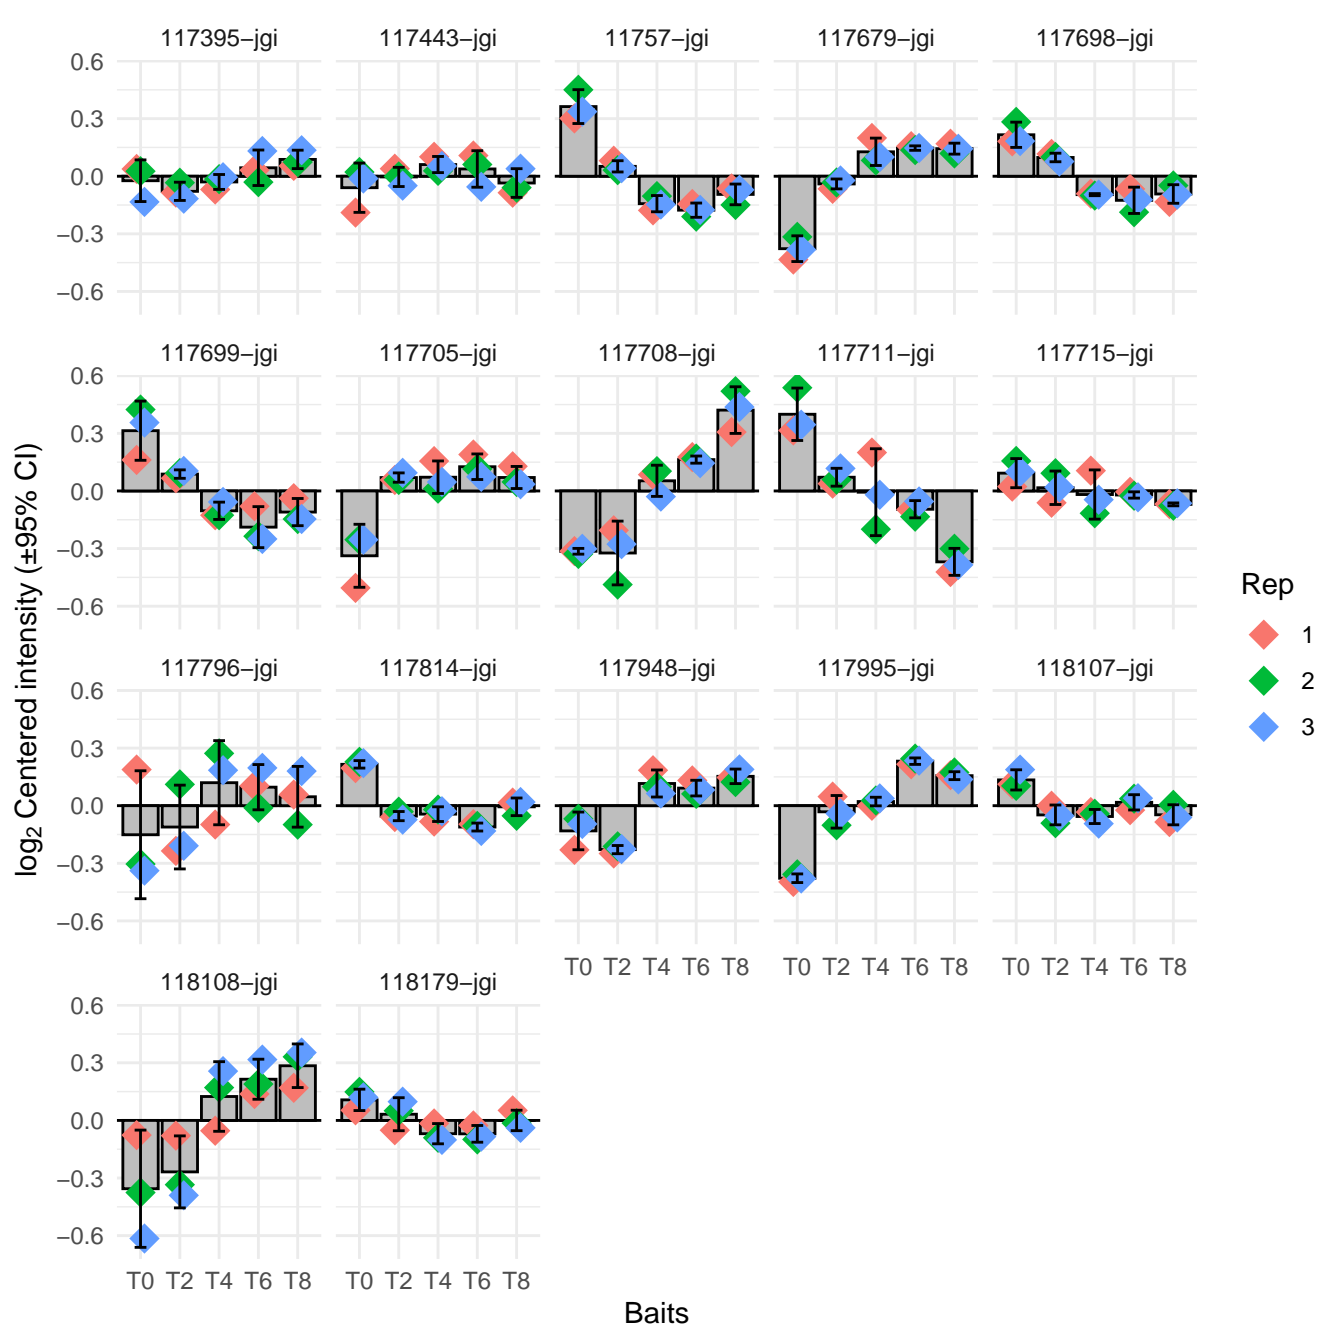 117395−jgi 117443−jgi 11757−jgi 117679−jgi 117698−jgi
0.6
0.3
0.0
−0.3
−0.6
117699−jgi 117705−jgi 117708−jgi 117711−jgi 117715−jgi
0.6
0.3
0.0
−0.3
−0.6
117796−jgi 117814−jgi 117948−jgi 117995−jgi 118107−jgi
0.6
0.3
0.0
−0.3
−0.6
T0 T2 T4 T6 T8 T0 T2 T4 T6 T8 T0 T2 T4 T6 T8
118108−jgi 118179−jgi
0.6
0.3
0.0
−0.3
−0.6
T0 T2 T4 T6 T8 T0 T2 T4 T6 T8
Baits
log₂ Centered intensity (±95% CI)
Rep
1
2
3